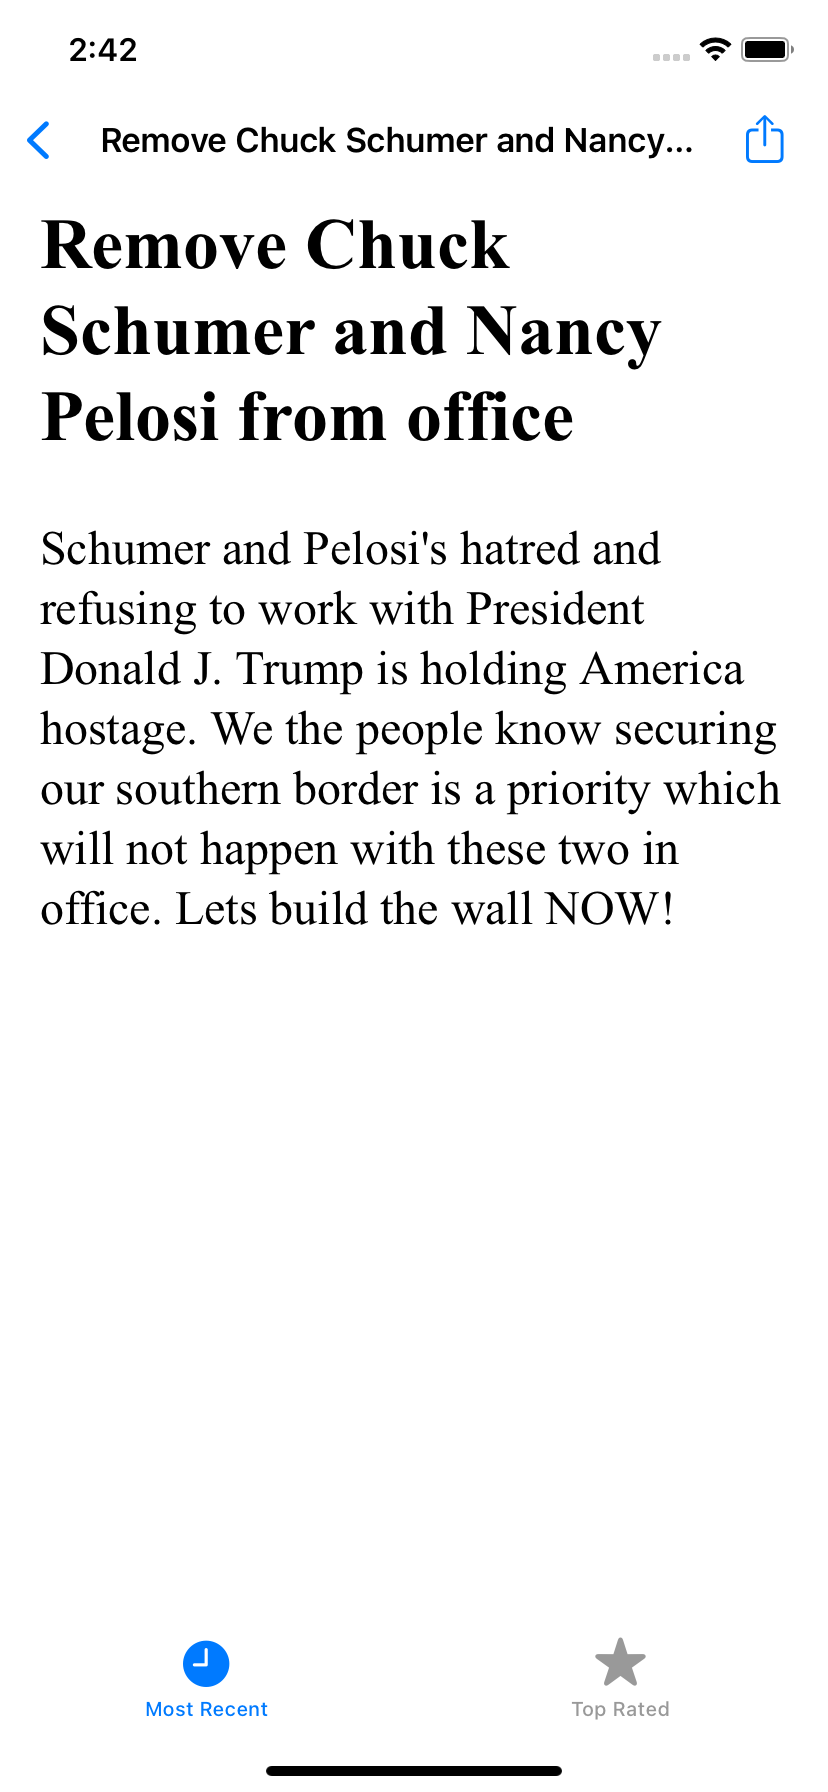 2:42
Remove Chuck Schumer and Nancy...
Remove Chuck
Schumer and Nancy
Pelosi from office
Schumer and Pelosi's hatred and
refusing to work with President
Donald J. Trump is holding America
hostage. We the people know securing
our southern border is a priority which
will not happen with these two in
office. Lets build the wall NOW!
Most Recent
Top Rated